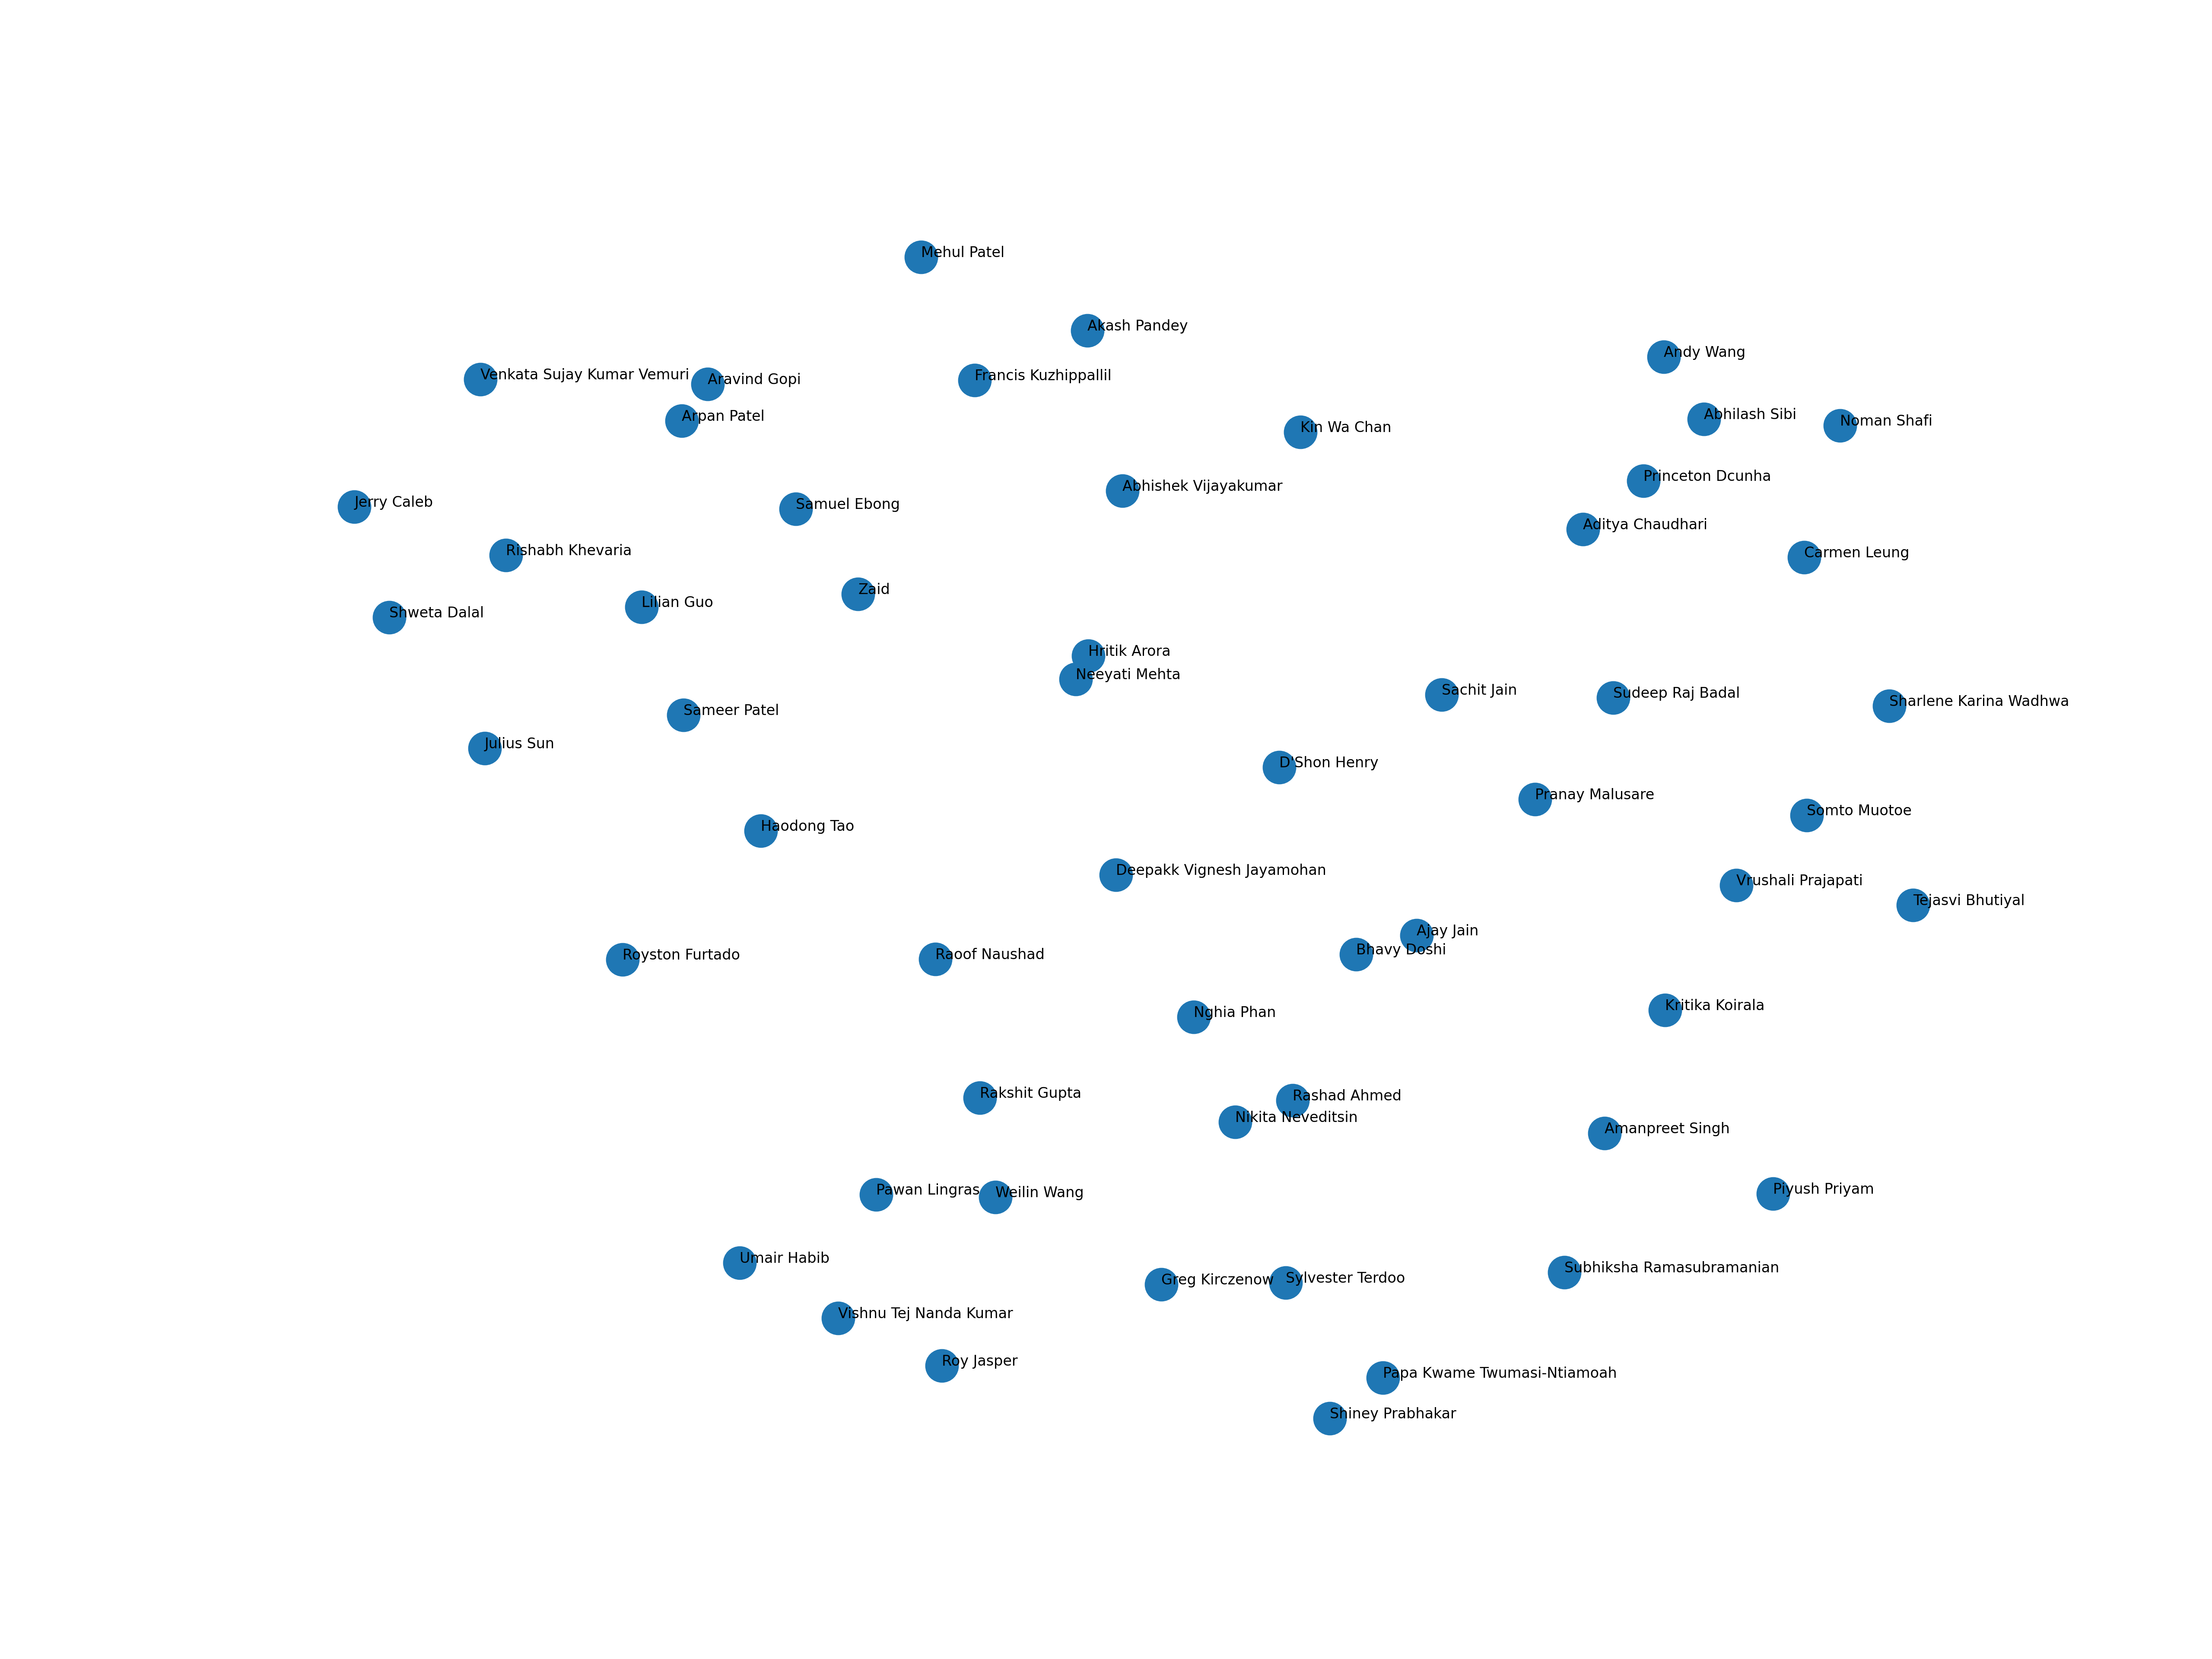 Mehul Patel
Akash Pandey
Andy Wang
Venkata Sujay Kumar Vemuri
Aravind Gopi
Francis Kuzhippallil
Arpan Patel
Abhilash Sibi
Noman Shafi
Kin Wa Chan
Princeton Dcunha
Abhishek Vijayakumar
Jerry Caleb
Samuel Ebong
Aditya Chaudhari
Rishabh Khevaria
Carmen Leung
Zaid
Lilian Guo
Shweta Dalal
Hritik Arora
Neeyati Mehta
Sachit Jain
Sudeep Raj Badal
Sharlene Karina Wadhwa
Sameer Patel
Julius Sun
D'Shon Henry
Pranay Malusare
Somto Muotoe
Haodong Tao
Deepakk Vignesh Jayamohan
Vrushali Prajapati
Tejasvi Bhutiyal
Ajay Jain
Bhavy Doshi
Royston Furtado
Raoof Naushad
Kritika Koirala
Nghia Phan
Rakshit Gupta
Rashad Ahmed
Nikita Neveditsin
Amanpreet Singh
Pawan Lingras
Weilin Wang
Piyush Priyam
Umair Habib
Subhiksha Ramasubramanian
Greg Kirczenow
Sylvester Terdoo
Vishnu Tej Nanda Kumar
Roy Jasper
Papa Kwame Twumasi-Ntiamoah
Shiney Prabhakar